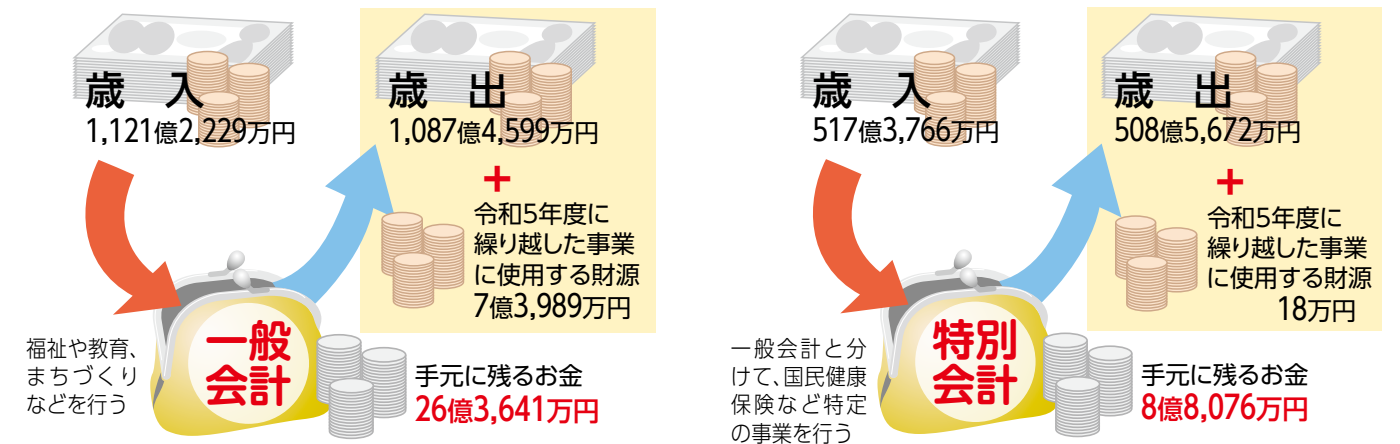 歳 入
1,121億2,229万円
歳 出
1,087億4,599万円
+
令和5年度に
繰り越した事業
に使用する財源
7億3,989万円
一般
会計
福祉や教育、
まちづくり
などを行う
手元に残るお金
26億3,641万円
歳 入
517億3,766万円
歳 出
508億5,672万円
+
令和5年度に
繰り越した事業
に使用する財源
18万円
特別
会計
一般会計と分
けて、国民健康
保険など特定
の事業を行う
手元に残るお金
8億8,076万円